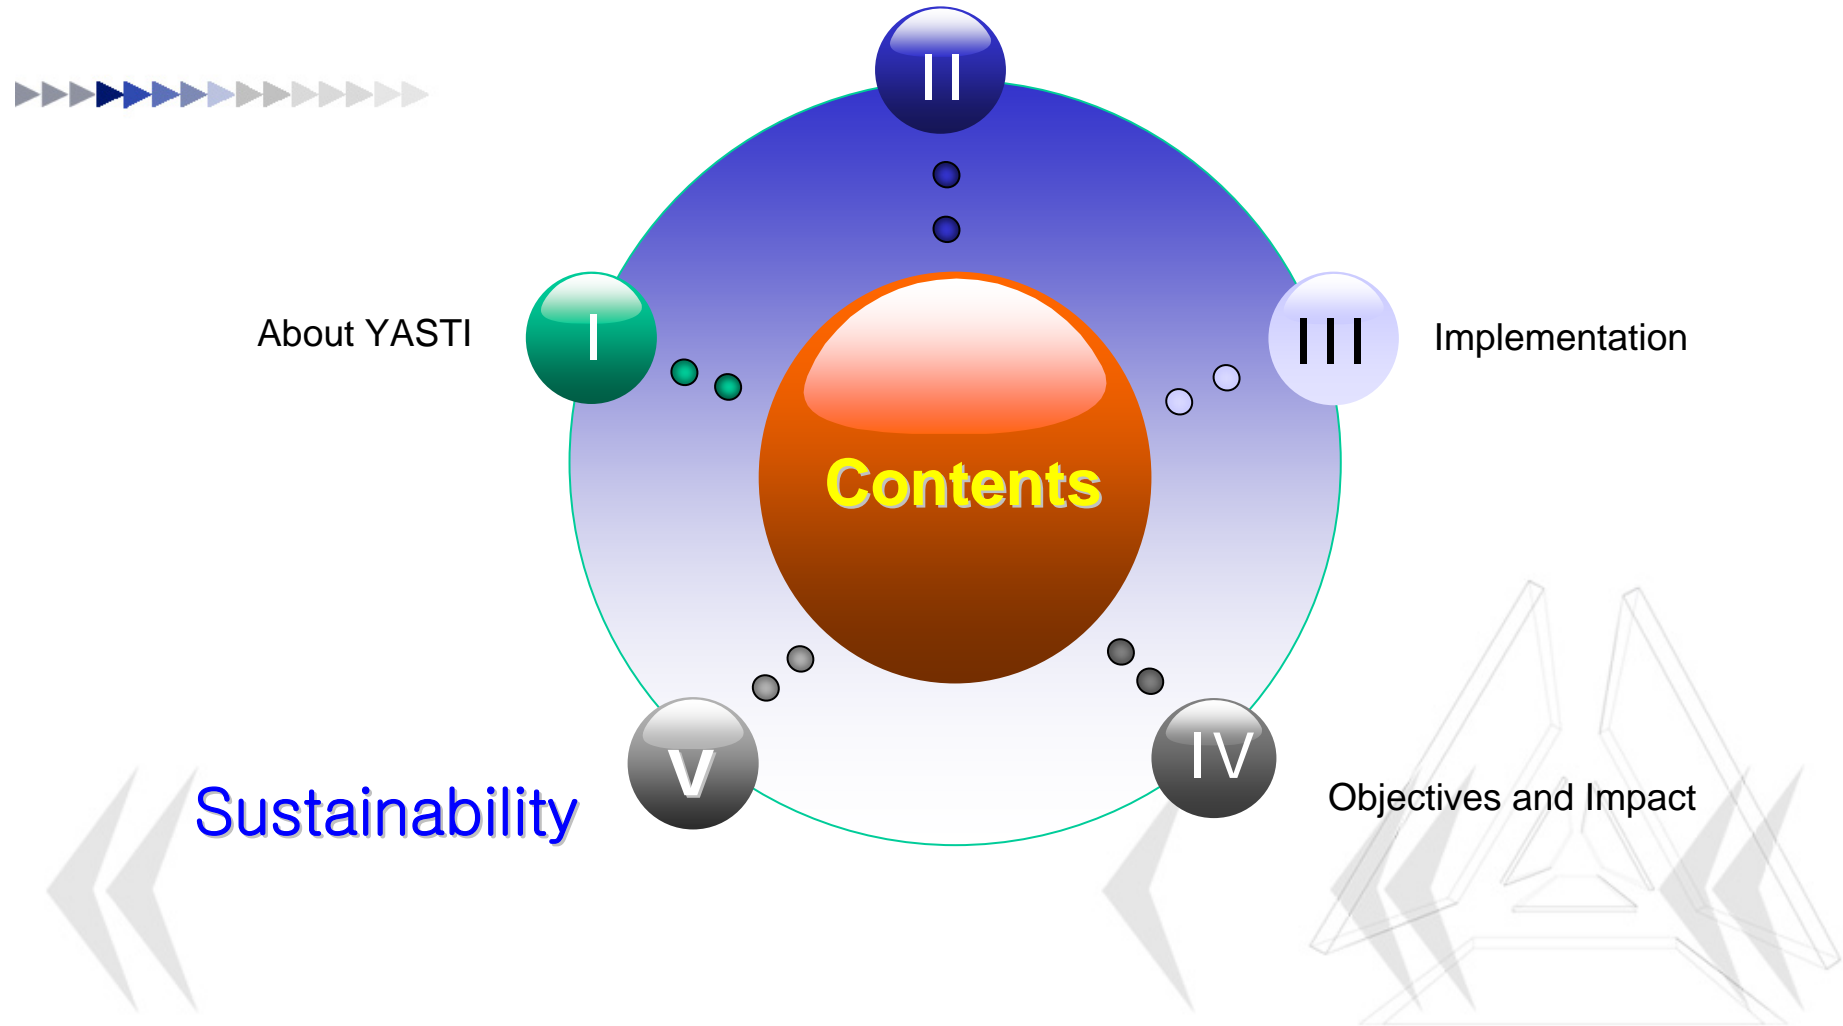 II
About YASTI
I
III
Implementation
Contents
V
IV
Sustainability
Objectives and Impact